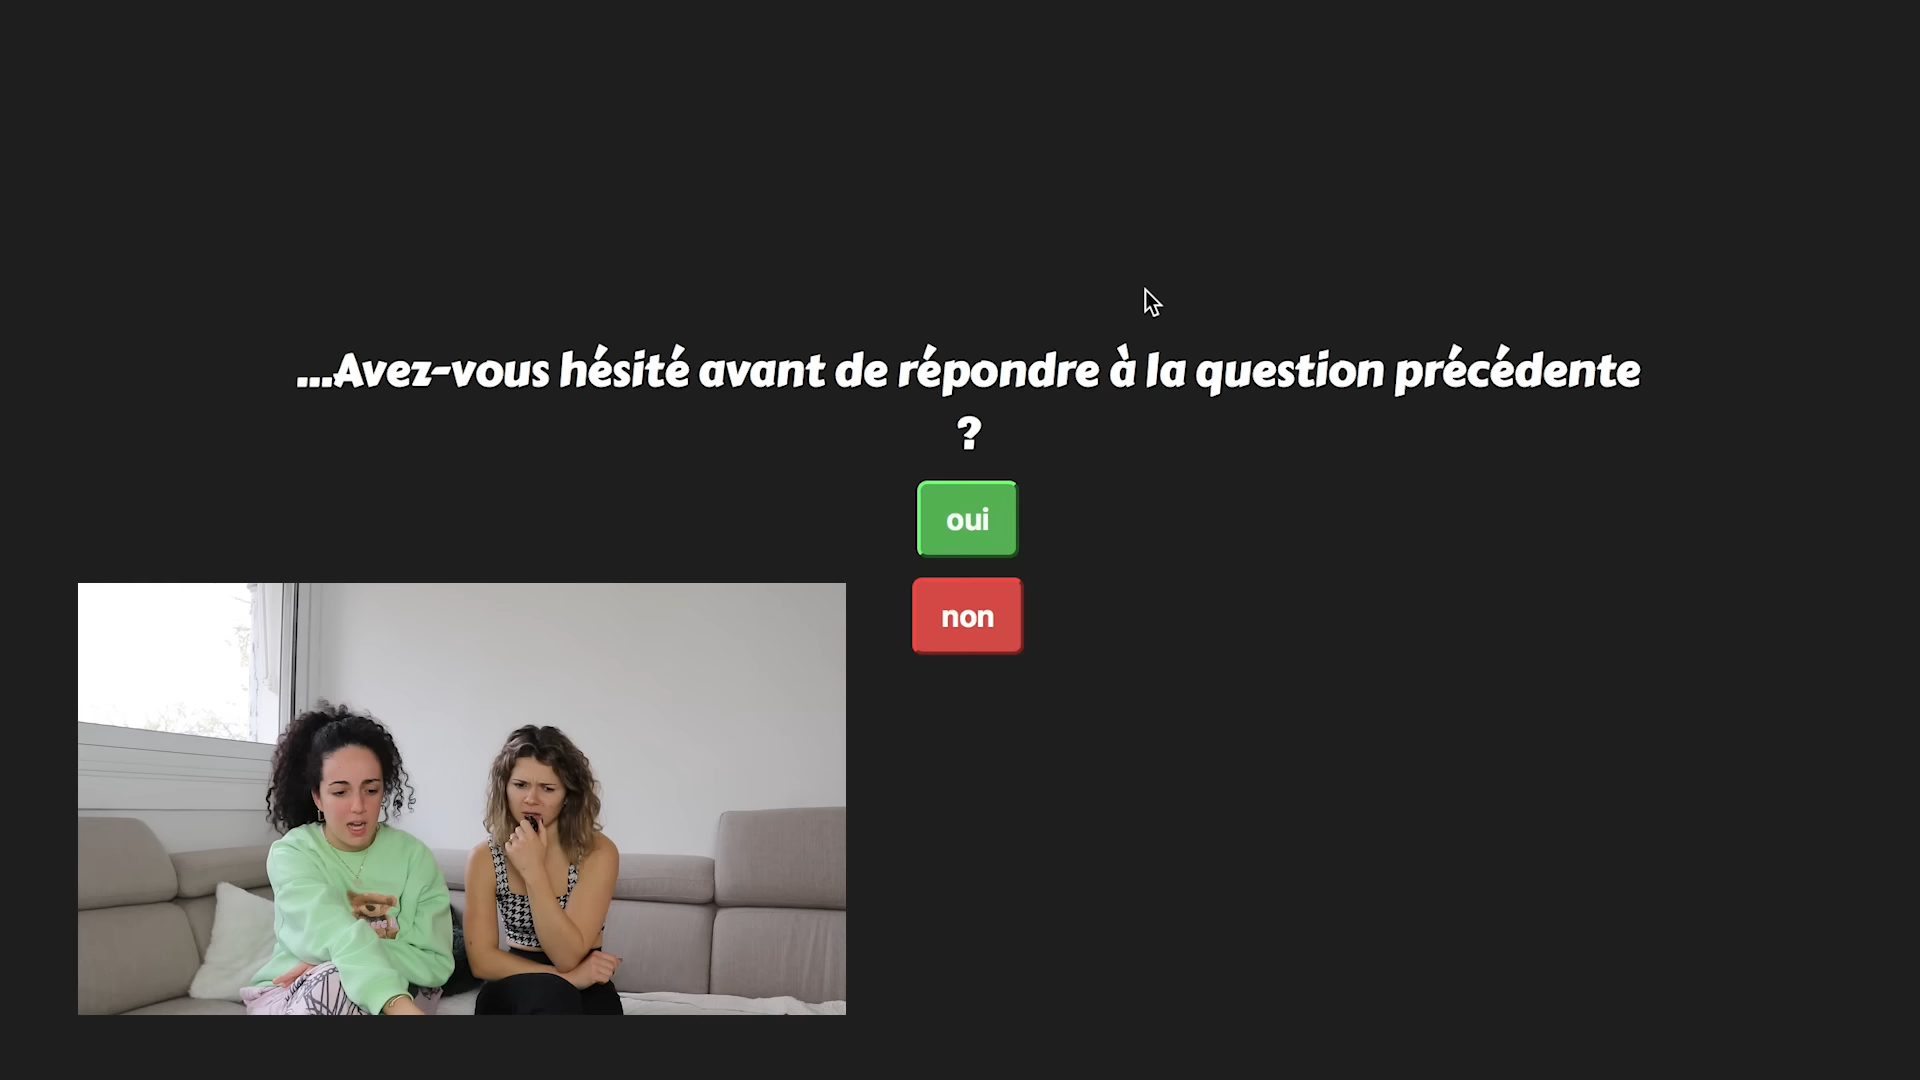 ...Avez-vous hésité avant de répondre à la question précédente
?
oui
non